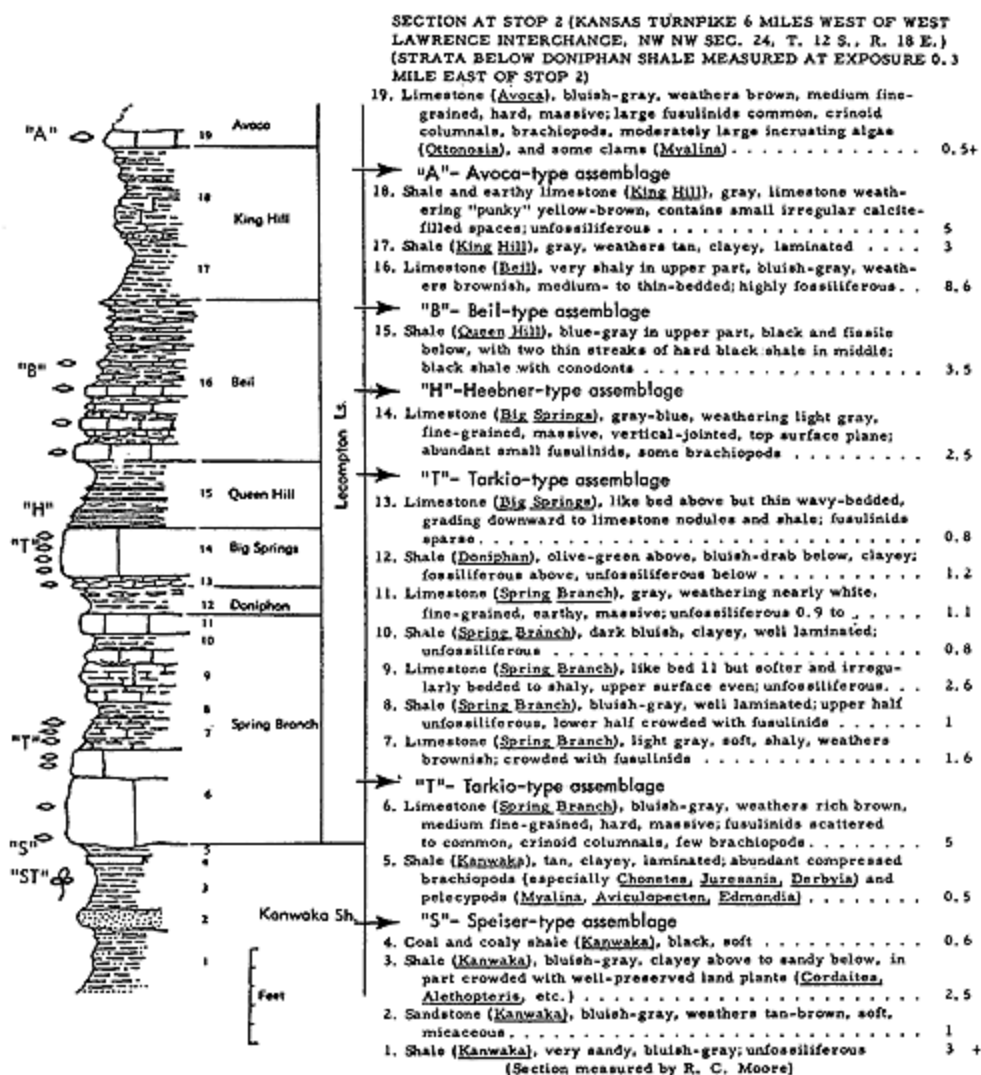 SECTION AT STOP 2 (KANSAS TURNPIKE 6 MILES WEST OF WEST
LAWRENCE INTERCHANGE, NW NW SEC. 24, T. 12 S., R. 18 E.)
(STRATA BELOW DONIPHAN SHALE MEASURED AT EXPOSURE 0.3
MILE EAST OF STOP 2)
19. Limestone (Avoca), bluish-gray, weathers brown, medium fine-
grained, hard, massive; large fusulinids common, crinoid
columnals, brachiopods, moderately large incrusting algae
(Ottonosia), and some clams (Myalina) . . . . . . . . . . . . 0.5+
"A"- Avoca-type assemblage
18. Shale and earthy limestone (King Hill), gray, limestone weath-
ering "punky" yellow-brown, contains small irregular calcite-
filled spaces; unfossiliferous . . . . . . . . . . . . . . . . . 5
17. Shale (King Hill), gray, weathers tan, clayey, laminated . . . . 3
16. Limestone (Beil), very shaly in upper part, bluish-gray, weath-
ers brownish, medium- to thin-bedded; highly fossiliferous. . 8.6
"B"- Beil-type assemblage
15. Shale (Queen Hill), blue-gray in upper part, black and fissile
below, with two thin streaks of hard black shale in middle;
black shale with conodonts . . . . . . . . . . . . . . . . . . 3.5
"H"-Heebner-type assemblage
14. Limestone (Big Springs), gray-blue, weathering light gray,
fine-grained, massive, vertical-jointed, top surface plane;
abundant small fusulinids, some brachiopods . . . . . . . . . 2.5
"T"- Tarkio-type assemblage
13. Limestone (Big Springs), like bed above but thin wavy-bedded,
grading downward to limestone nodules and shale; fusulinids
sparse. . . . . . . . . . . . . . . . . . . . . . . . . . . . . 0.8
12. Shale (Doniphan), olive-green above, bluish-drab below, clayey;
fossiliferous above, unfossiliferous below . . . . . . . . . . 1.2
11. Limestone (Spring Branch), gray, weathering nearly white,
fine-grained, earthy, massive; unfossiliferous 0.9 to . . . . . 1.1
10. Shale (Spring Branch), dark bluish, clayey, well laminated;
unfossiliferous . . . . . . . . . . . . . . . . . . . . . . . . 0.8
9. Limestone (Spring Branch), like bed 11 but softer and irregu-
larly bedded to shaly, upper surface even; unfossiliferous. . . 2.6
8. Shale (Spring Branch), bluish-gray, well laminated; upper half
unfossiliferous, lower half crowded with fusulinids . . . . . . 1
7. Limestone (Spring Branch), light gray, soft, shaly, weathers
brownish; crowded with fusulinids . . . . . . . . . . . . . . 1.6
"T"- Tarkio-type assemblage
6. Limestone (Spring Branch), bluish-gray, weathers rich brown,
medium fine-grained, hard, massive; fusulinids scattered
to common, crinoid columnals, few brachiopods. . . . . . . . 5
5. Shale (Kanwaka), tan, clayey, laminated; abundant compressed
brachiopods (especially Chonetes, Juresania, Derbyia) and
pelecypods (Myalina, Aviculopecten, Edmondia) . . . . . . . . 0.5
"S"- Speiser-type assemblage
4. Coal and coaly shale (Kanwaka), black, soft . . . . . . . . . . 0.6
3. Shale (Kanwaka), bluish-gray, clayey above to sandy below, in
part crowded with well-preserved land plants (Cordaites,
Alethopteris, etc.) . . . . . . . . . . . . . . . . . . . . . . 2.5
2. Sandstone (Kanwaka), bluish-gray, weathers tan-brown, soft,
micaceous. . . . . . . . . . . . . . . . . . . . . . . . . . . 1
1. Shale (Kanwaka), very sandy, bluish-gray; unfossiliferous 3 +
(Section measured by R. C. Moore)
"A"
19 Avoca
18
King Hill
17
"B"
16 Beil
Lecompton Ls.
15 Queen Hill
"H"
"T"
14 Big Springs
13
12 Doniphan
11
10
9
8
Spring Branch
7
"T"
6
"S"
5
4
"ST"
3
2
Kanwaka Sh.
1
Feet